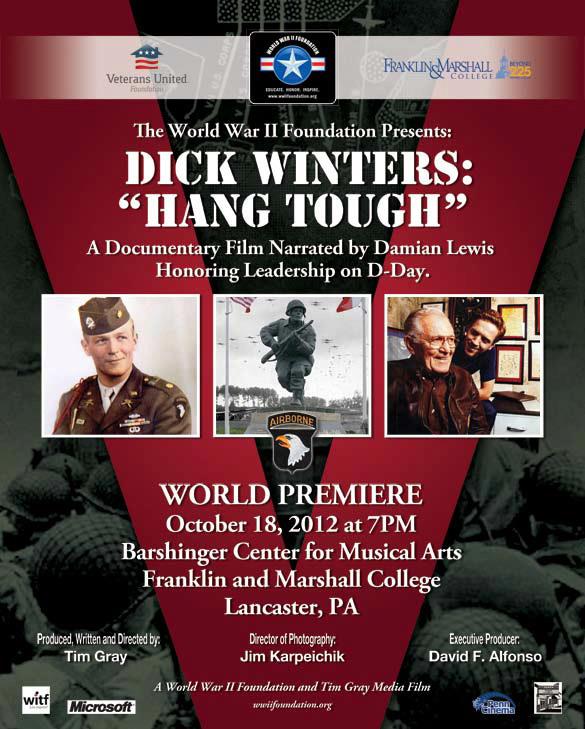 Veterans United
Foundation
WORLD WAR II FOUNDATION
EDUCATE. HONOR. INSPIRE.
www.wwiifoundation.org
FRANKLIN & MARSHALL
COLLEGE
BEYOND
225
U.S. CORPS
The World War II Foundation Presents:
DICK WINTERS:
“HANG TOUGH”
A Documentary Film Narrated by Damian Lewis
Honoring Leadership on D-Day.
AIRBORNE
WORLD PREMIERE
October 18, 2012 at 7PM
Barshinger Center for Musical Arts
Franklin and Marshall College
Lancaster, PA
Produced, Written and Directed by:
Tim Gray
Director of Photography:
Jim Karpeichik
Executive Producer:
David F. Alfonso
A World War II Foundation and Tim Gray Media Film
wwiifoundation.org
witf
Microsoft
Penn
Cinema